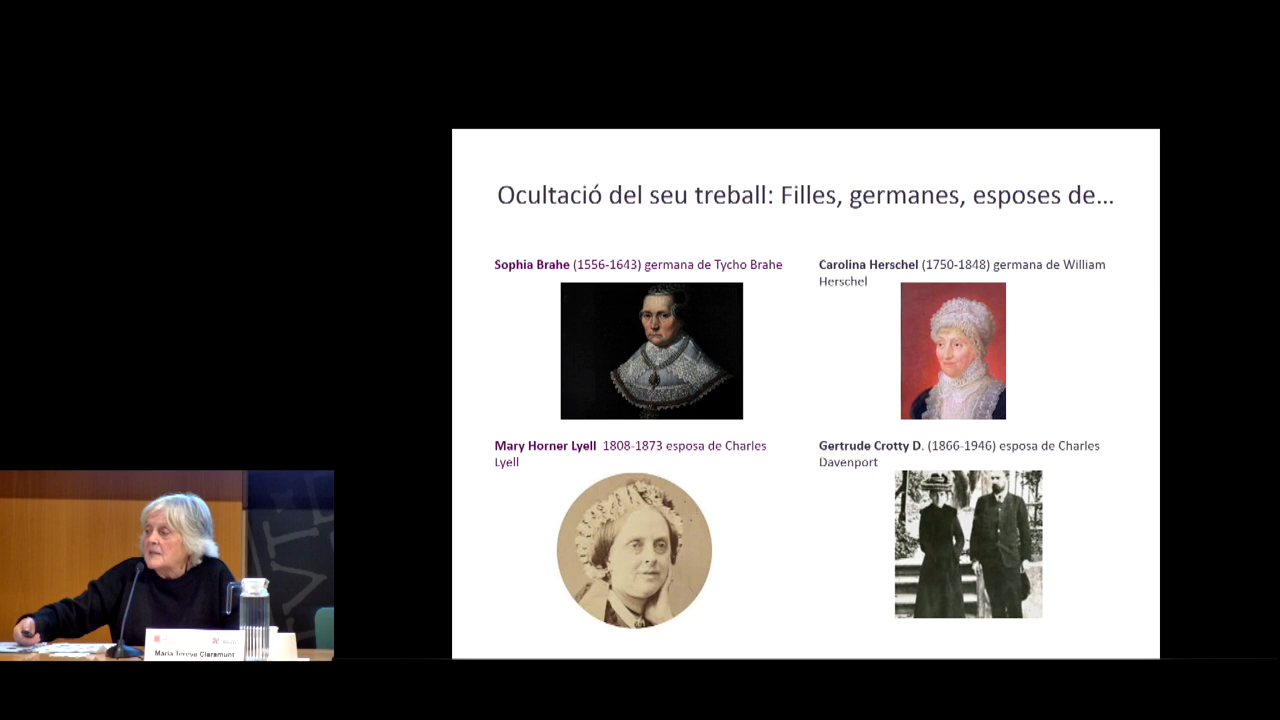 Ocultació del seu treball: Filles, germanes, esposes de...
Sophia Brahe (1556-1643) germana de Tycho Brahe
Carolina Herschel (1750-1848) germana de William
Herschel
Mary Horner Lyell 1808-1873 esposa de Charles
Lyell
Gertrude Crotty D. (1866-1946) esposa de Charles
Davenport
Maria Teresa Claramunt